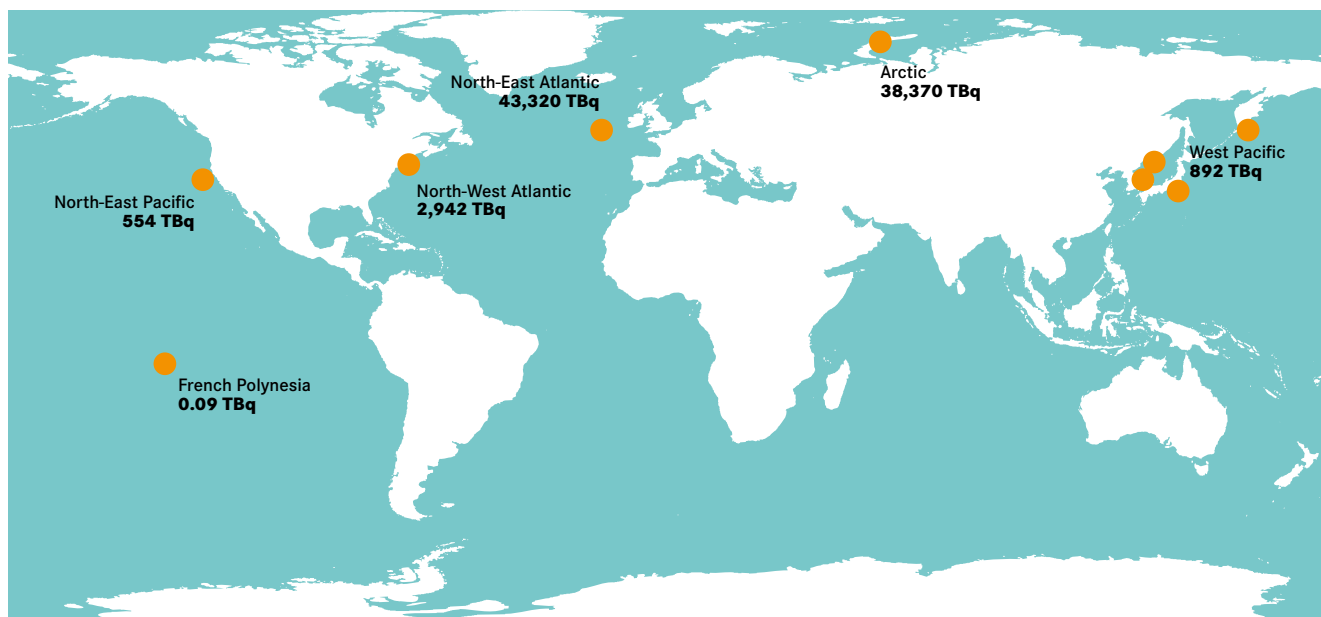 North-East Atlantic
43,320 TBq
Arctic
38,370 TBq
West Pacific
892 TBq
North-East Pacific
554 TBq
North-West Atlantic
2,942 TBq
French Polynesia
0.09 TBq